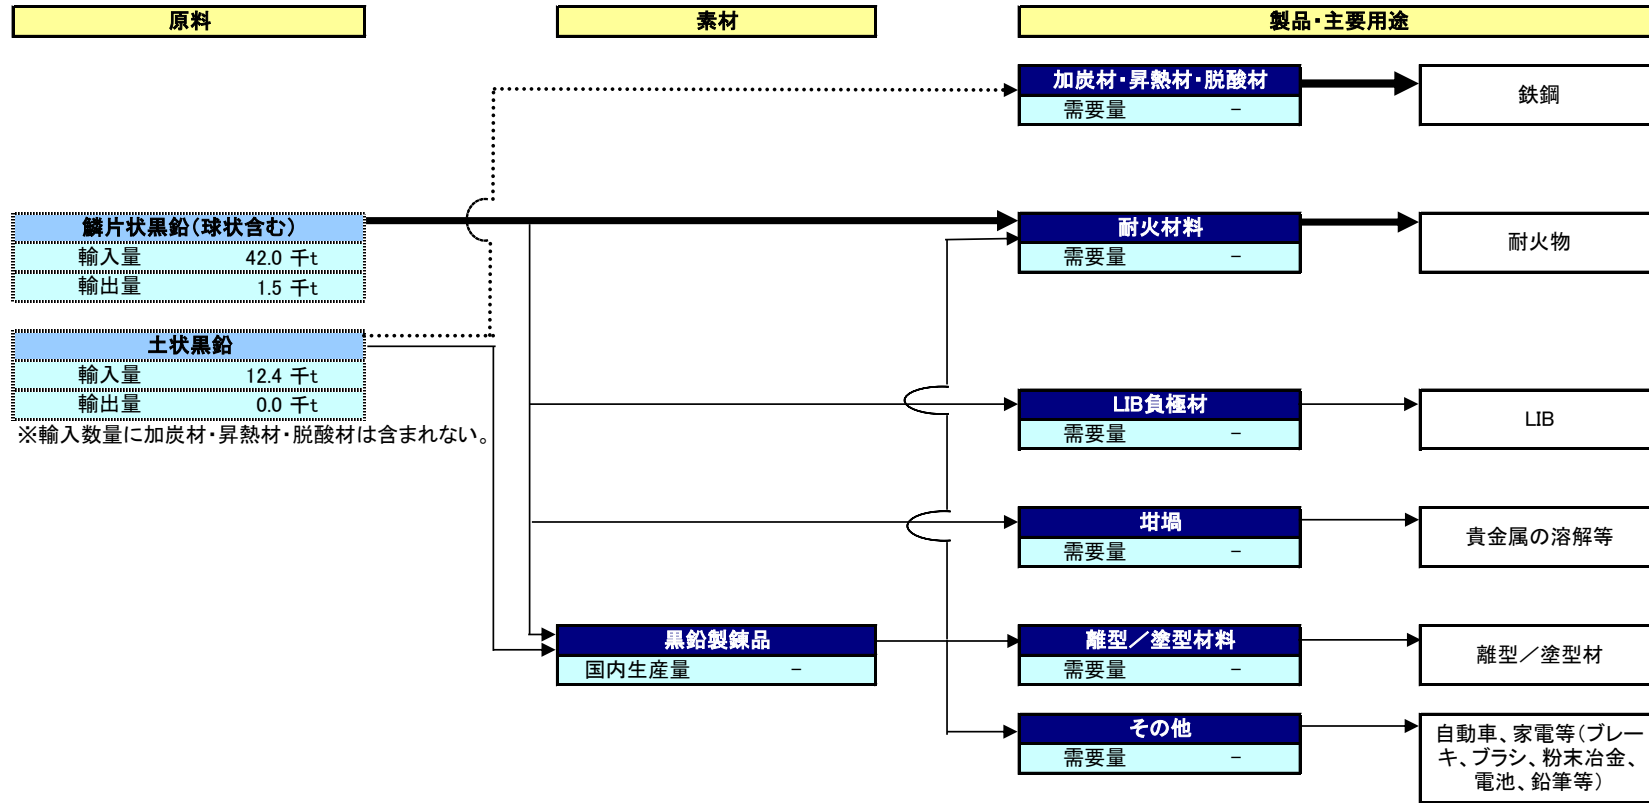 原料
素材
製品・主要用途
加炭材・昇熱材・脱酸材
需要量 －
鉄鋼
鱗片状黒鉛（球状含む）
輸入量 42.0 千t
輸出量 1.5 千t
耐火材料
需要量 －
耐火物
土状黒鉛
輸入量 12.4 千t
輸出量 0.0 千t
※輸入数量に加炭材・昇熱材・脱酸材は含まれない。
LIB負極材
需要量 －
LIB
坩堝
需要量 －
貴金属の溶解等
黒鉛製錬品
国内生産量 －
離型／塗型材料
需要量 －
離型／塗型材
その他
需要量 －
自動車、家電等（ブレー
キ、ブラシ、粉末冶金、
電池、鉛筆等）